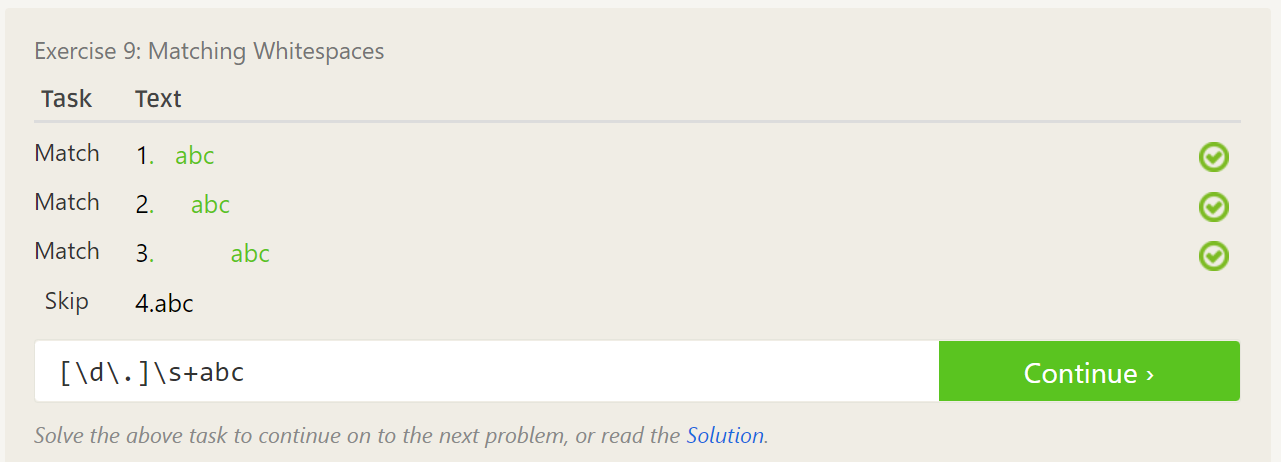 Exercise 9: Matching Whitespaces
Task Text
Match 1. abc
Match 2. abc
Match 3. abc
Skip 4.abc
[\d\.]\s+abc Continue ›
Solve the above task to continue on to the next problem, or read the Solution.